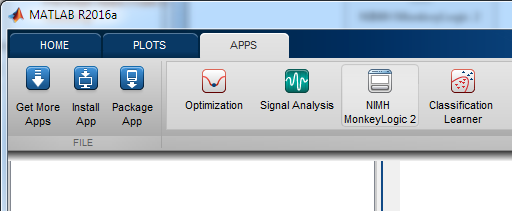 MATLAB R2016a
HOME PLOTS APPS
Get More Apps
Install App
Package App
Optimization
Signal Analysis
NIMH MonkeyLogic 2
Classification Learner
FILE